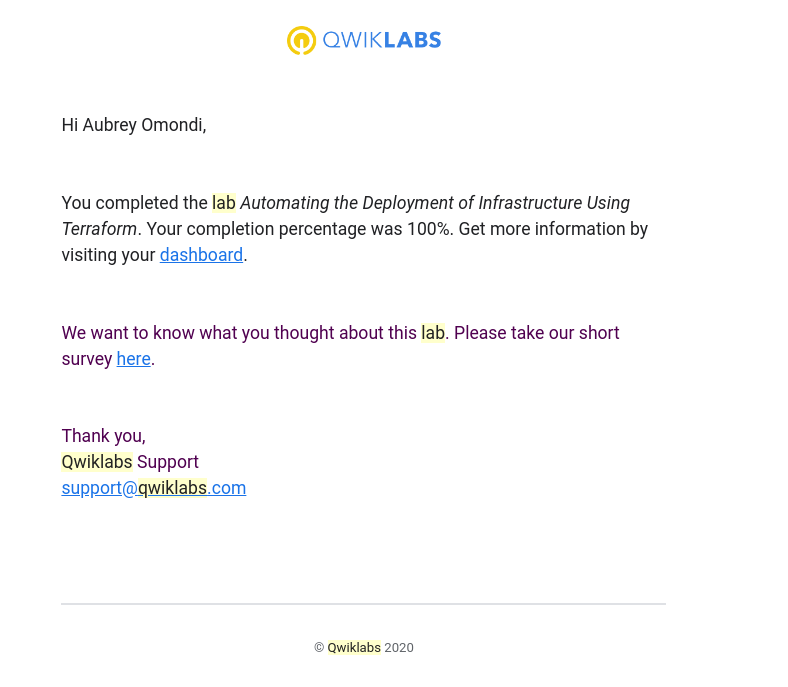 QWIKLABS
Hi Aubrey Omondi,
You completed the lab Automating the Deployment of Infrastructure Using
Terraform. Your completion percentage was 100%. Get more information by
visiting your dashboard.
We want to know what you thought about this lab. Please take our short
survey here.
Thank you,
Qwiklabs Support
support@qwiklabs.com
© Qwiklabs 2020